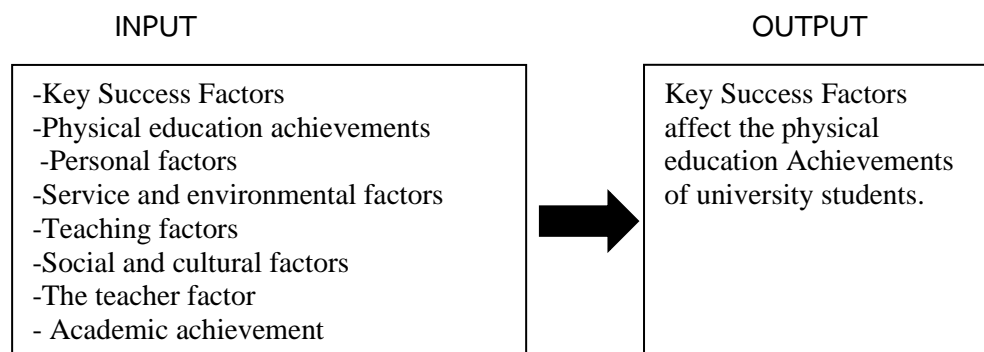 INPUT
-Key Success Factors
-Physical education achievements
-Personal factors
-Service and environmental factors
-Teaching factors
-Social and cultural factors
-The teacher factor
- Academic achievement
OUTPUT
Key Success Factors
affect the physical
education Achievements
of university students.